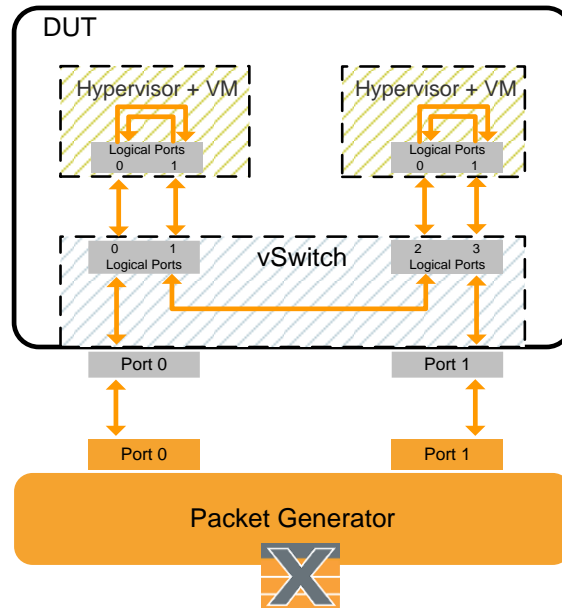 DUT
Hypervisor + VM
Logical Ports
0 1
Hypervisor + VM
Logical Ports
0 1
0 1
Logical Ports
vSwitch
2 3
Logical Ports
Port 0
Port 1
Port 0
Port 1
Packet Generator
X